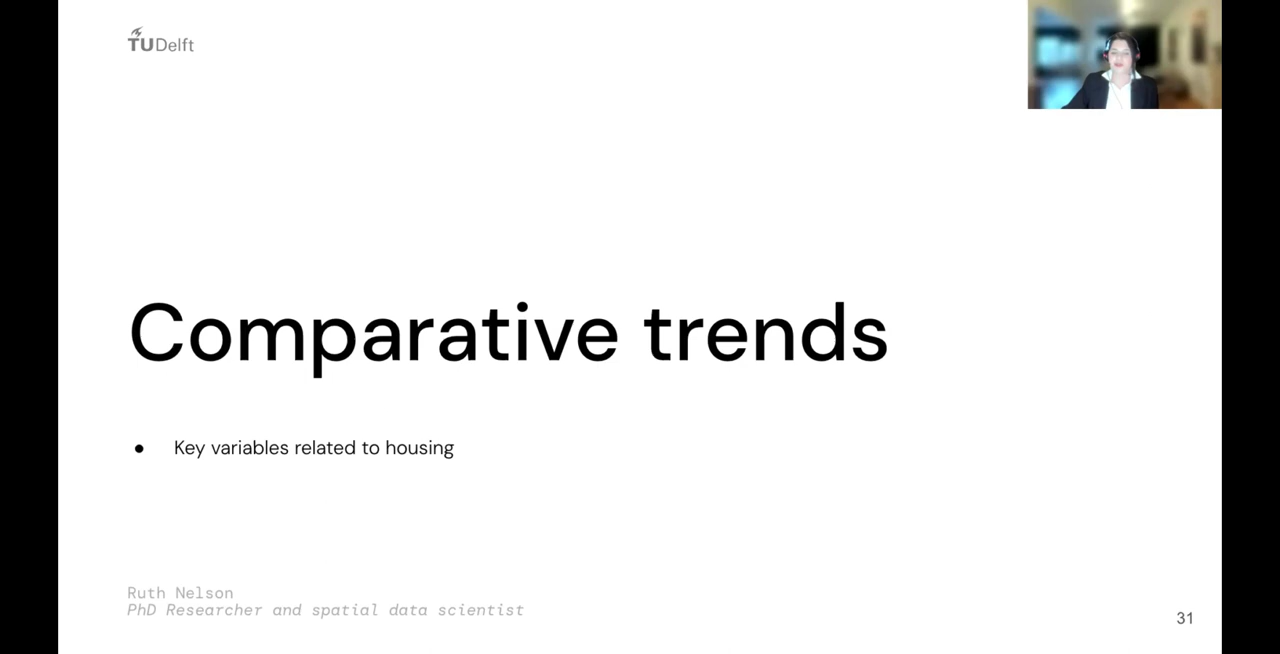 TUDelft
Comparative trends
● Key variables related to housing
Ruth Nelson
PhD Researcher and spatial data scientist
31